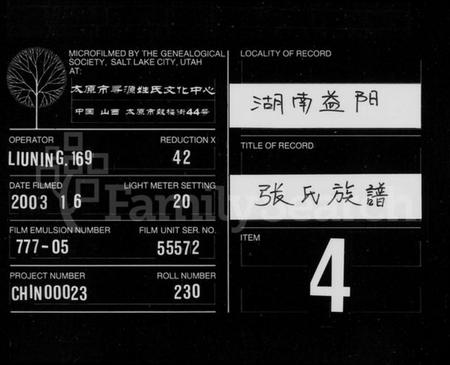 MICROFILMED BY THE GENEALOGICAL
SOCIETY, SALT LAKE CITY, UTAH
AT:
太原市寻源姓氏文化中心
中国 山西 太原市鼓楼街44号
OPERATOR
REDUCTION X
LIUNING.169
42
DATE FILMED
LIGHT METER SETTING
2003 1 6
20
FILM EMULSION NUMBER
FILM UNIT SER. NO.
777-05
55572
PROJECT NUMBER
ROLL NUMBER
CHIN00023
230
LOCALITY OF RECORD
湖南益阳
TITLE OF RECORD
张氏族譜
ITEM
4
FamilySearch